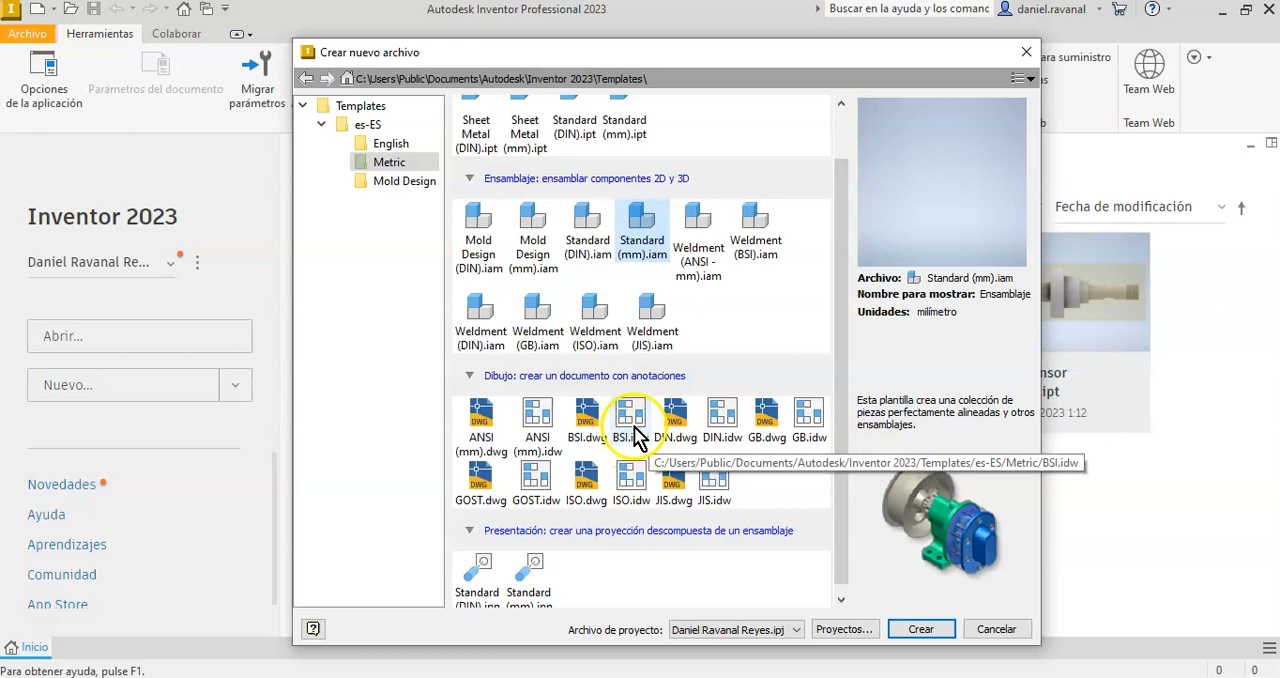 Autodesk Inventor Professional 2023
Buscar en la ayuda y los comanc
daniel.ravanal
Archivo
Herramientas
Colaborar
Opciones
de la aplicación
Parámetros del documento
Migrar
parámetros
para suministro
Team Web
Team Web
Crear nuevo archivo
C:\Users\Public\Documents\Autodesk\Inventor 2023\Templates\
Templates
es-ES
English
Metric
Mold Design
Sheet Metal (DIN).ipt
Sheet Metal (mm).ipt
Standard (DIN).ipt
Standard (mm).ipt
Ensamblaje: ensamblar componentes 2D y 3D
Mold Design (DIN).iam
Mold Design (mm).iam
Standard (DIN).iam
Standard (mm).iam
Weldment (ANSI - mm).iam
Weldment (BSI).iam
Weldment (DIN).iam
Weldment (GB).iam
Weldment (ISO).iam
Weldment (JIS).iam
Dibujo: crear un documento con anotaciones
ANSI (mm).dwg
ANSI (mm).idw
BSI.dwg
DIN.dwg
DIN.idw
GB.dwg
GB.idw
C:/Users/Public/Documents/Autodesk/Inventor 2023/Templates/es-ES/Metric/BSI.idw
GOST.dwg
GOST.idw
ISO.dwg
ISO.idw
JIS.dwg
JIS.idw
Presentación: crear una proyección descompuesta de un ensamblaje
Standard
Standard
Archivo: Standard (mm).iam
Nombre para mostrar: Ensamblaje
Unidades: milímetro
Esta plantilla crea una colección de
piezas perfectamente alineadas y otros
ensamblajes.
Archivo de proyecto:
Daniel Ravanal Reyes.ipj
Proyectos...
Crear
Cancelar
Inventor 2023
Daniel Ravanal Re...
Abrir...
Nuevo...
Novedades
Ayuda
Aprendizajes
Comunidad
App Store
Fecha de modificación
nsor
ipt
2023 1:12
Inicio
Para obtener ayuda, pulse F1.
0
0